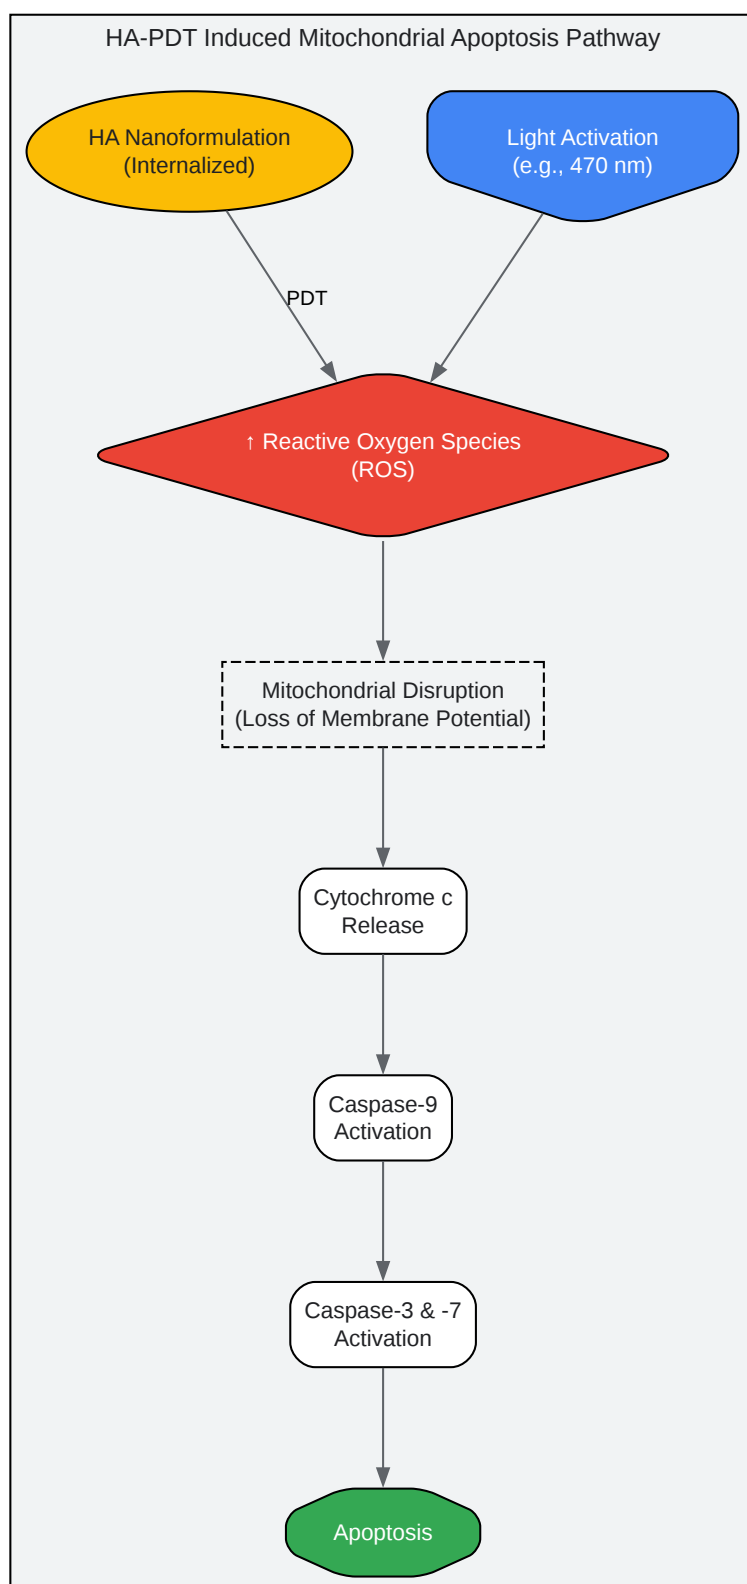 HA-PDT Induced Mitochondrial Apoptosis Pathway
HA Nanoformulation
(Internalized)
Light Activation
(e.g., 470 nm)
PDT
↑ Reactive Oxygen Species
(ROS)
Mitochondrial Disruption
(Loss of Membrane Potential)
Cytochrome c
Release
Caspase-9
Activation
Caspase-3 & -7
Activation
Apoptosis